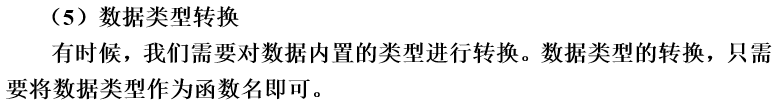 （5）数据类型转换
有时候，我们需要对数据内置的类型进行转换。数据类型的转换，只需
要将数据类型作为函数名即可。